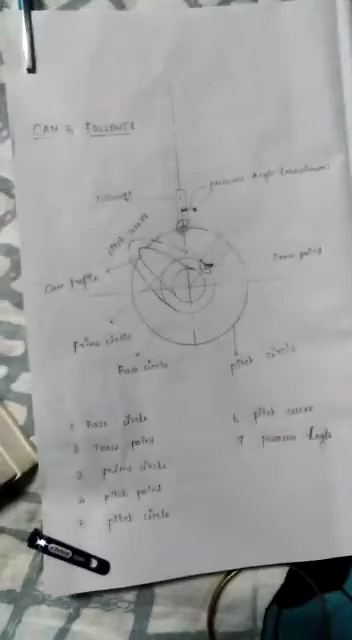 CAM & FOLLOWER
pressure Angle (maximum)
Follower
pitch curve
Trace point
Cam profile
prime circle
Base circle
pitch circle
1 Base circle
2 Trace point
3 prime circle
4 pitch point
5 pitch circle
6 pitch curve
7 pressure Angle